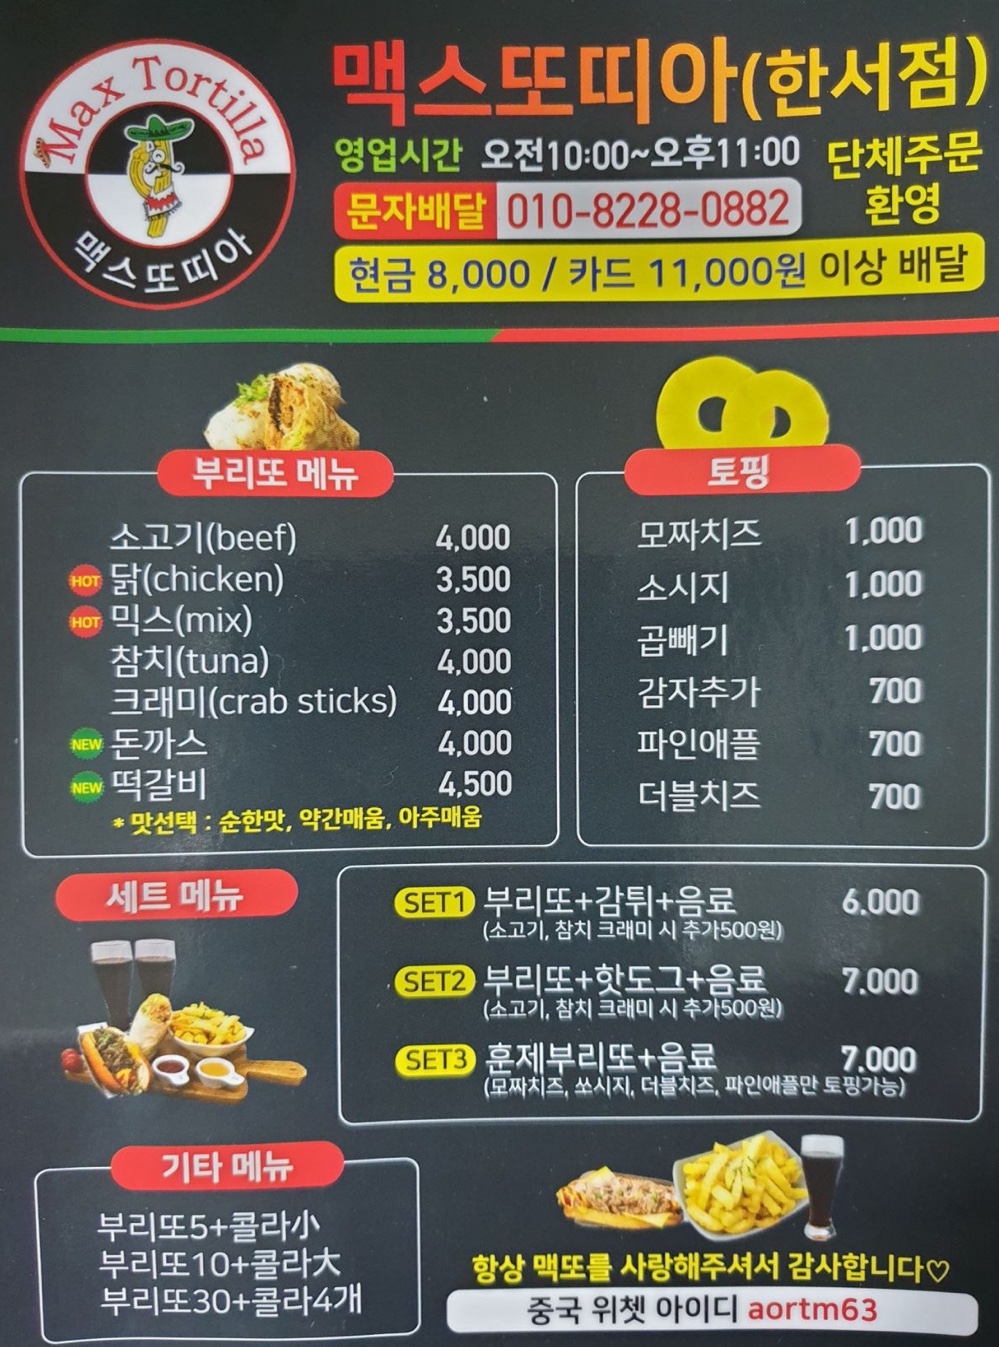 Max Tortilla
맥스또띠아
맥스또띠아(한서점)
영업시간 오전10:00~오후11:00
단체주문
환영
문자배달 010-8228-0882
현금 8,000 / 카드 11,000원 이상 배달
부리또 메뉴
소고기(beef) 4,000
HOT 닭(chicken) 3,500
HOT 믹스(mix) 3,500
참치(tuna) 4,000
크래미(crab sticks) 4,000
NEW 돈까스 4,000
NEW 떡갈비 4,500
* 맛선택 : 순한맛, 약간매움, 아주매움
토핑
모짜치즈 1,000
소시지 1,000
곱빼기 1,000
감자추가 700
파인애플 700
더블치즈 700
세트 메뉴
SET1 부리또+감튀+음료 6.000
(소고기, 참치 크래미 시 추가500원)
SET2 부리또+핫도그+음료 7.000
(소고기, 참치 크래미 시 추가500원)
SET3 훈제부리또+음료 7.000
(모짜치즈, 쏘시지, 더블치즈, 파인애플만 토핑가능)
기타 메뉴
부리또5+콜라小
부리또10+콜라大
부리또30+콜라4개
항상 맥또를 사랑해주셔서 감사합니다♡
중국 위쳇 아이디 aortm63